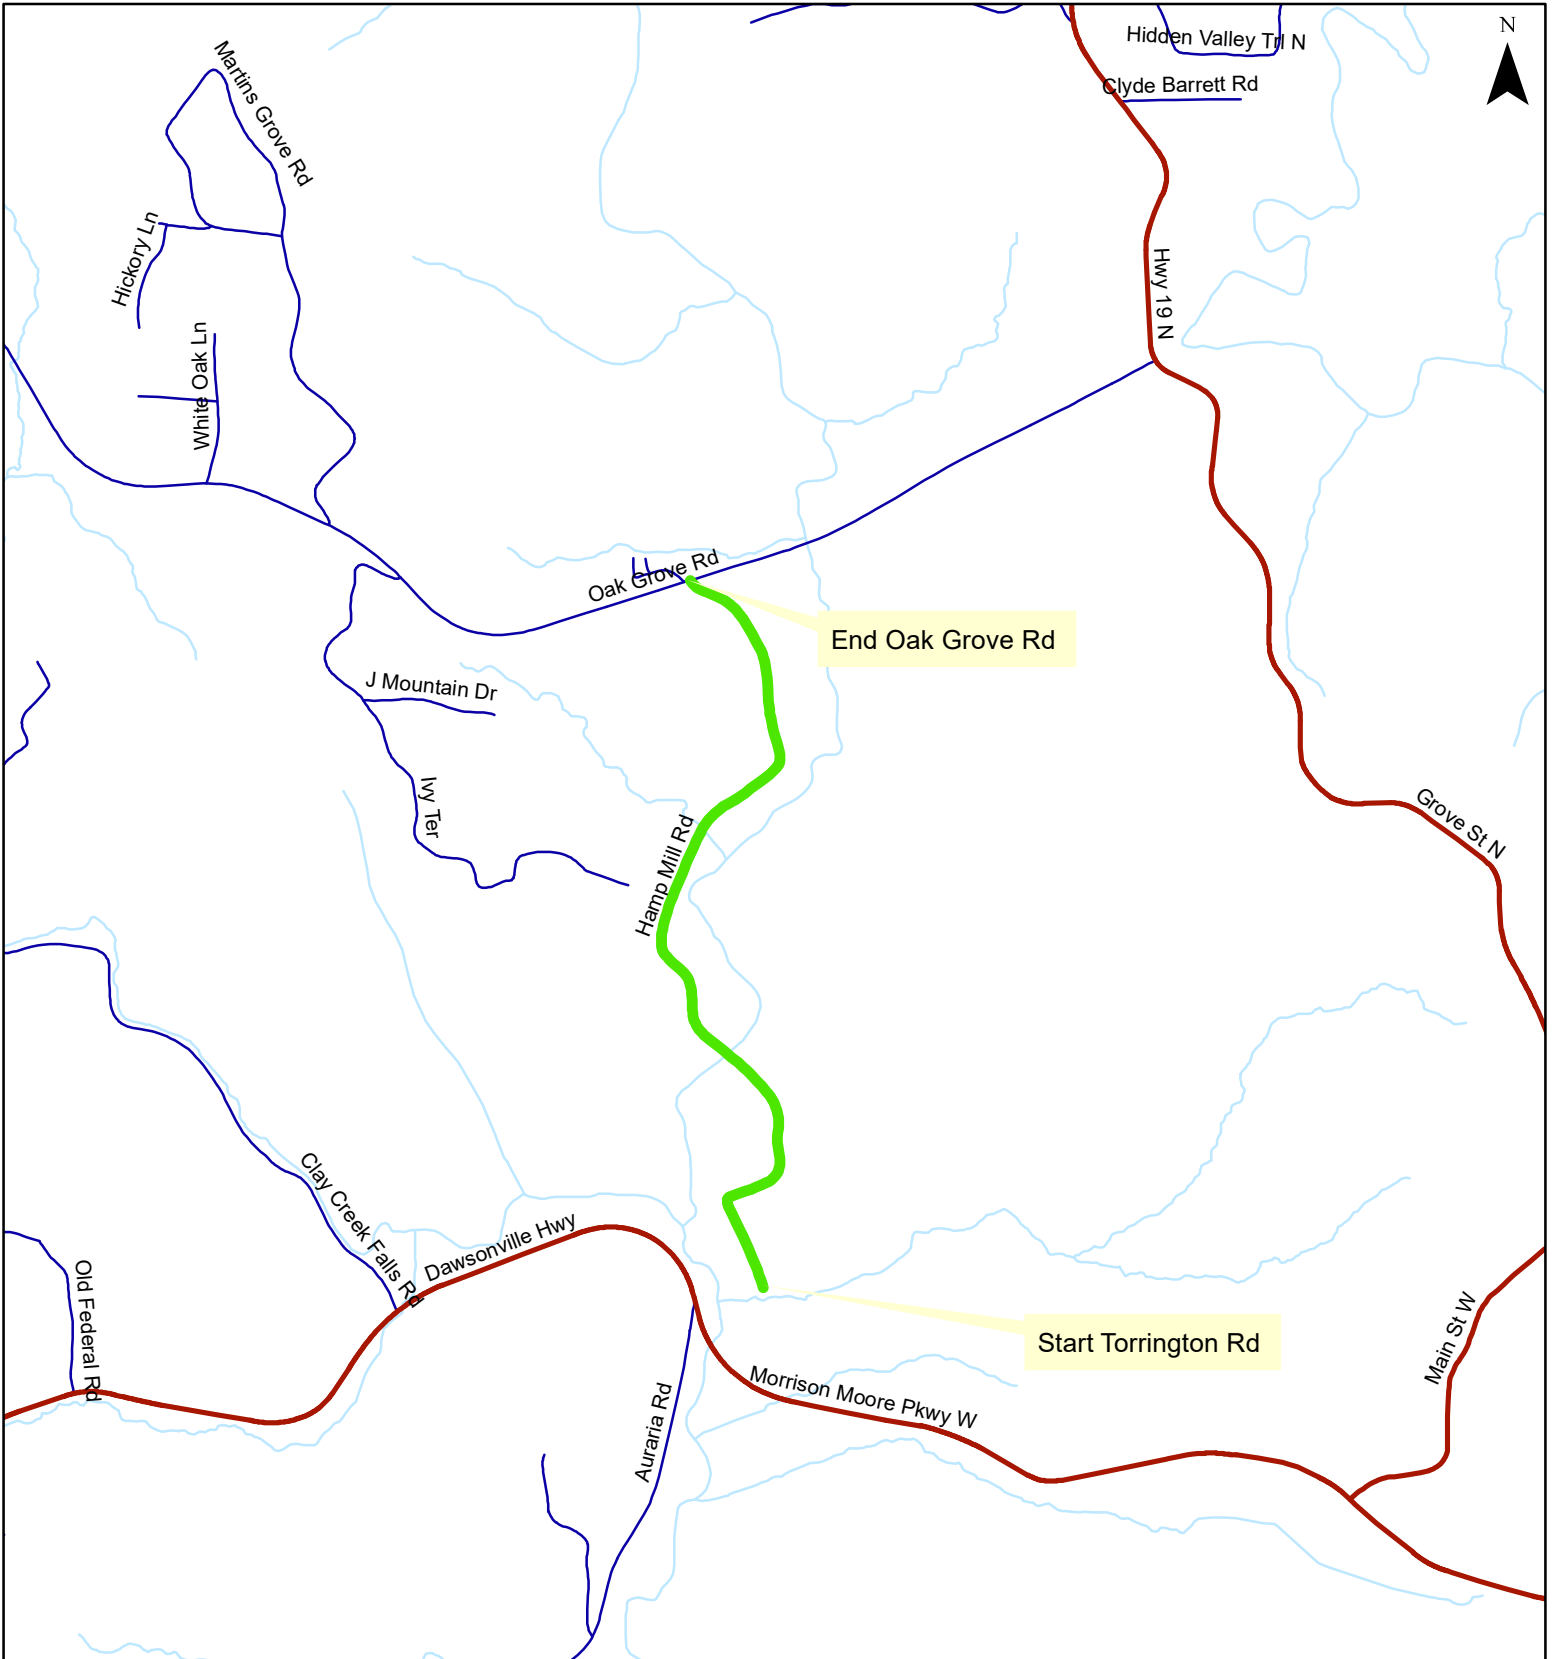 N
Hidden Valley Trl N
Clyde Barrett Rd
Martins Grove Rd
Hickory Ln
Hwy 19 N
White Oak Ln
Oak Grove Rd
End Oak Grove Rd
J Mountain Dr
Ivy Ter
Grove St N
Hamp Mill Rd
Clay Creek Falls Rd
Dawsonville Hwy
Old Federal Rd
Start Torrington Rd
Main St W
Morrison Moore Pkwy W
Auraria Rd